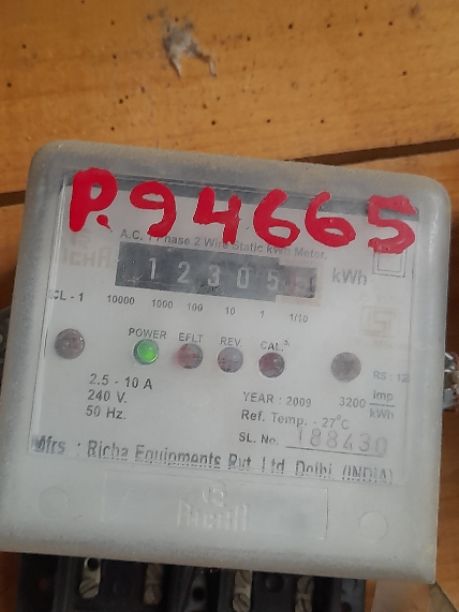 P.94665
RICHA
A.C. 1 Phase 2 Wire Static kWh Meter.
12305 kWh
CL - 1 10000 1000 100 10 1 1/10
POWER EFLT REV. CAL.
2.5 - 10 A
240 V.
50 Hz.
YEAR : 2009 3200 imp/kWh
Ref. Temp. - 27°C
SL. No. 188430
Mfrs : Richa Equipments Pvt. Ltd. Delhi (INDIA)
RICHA